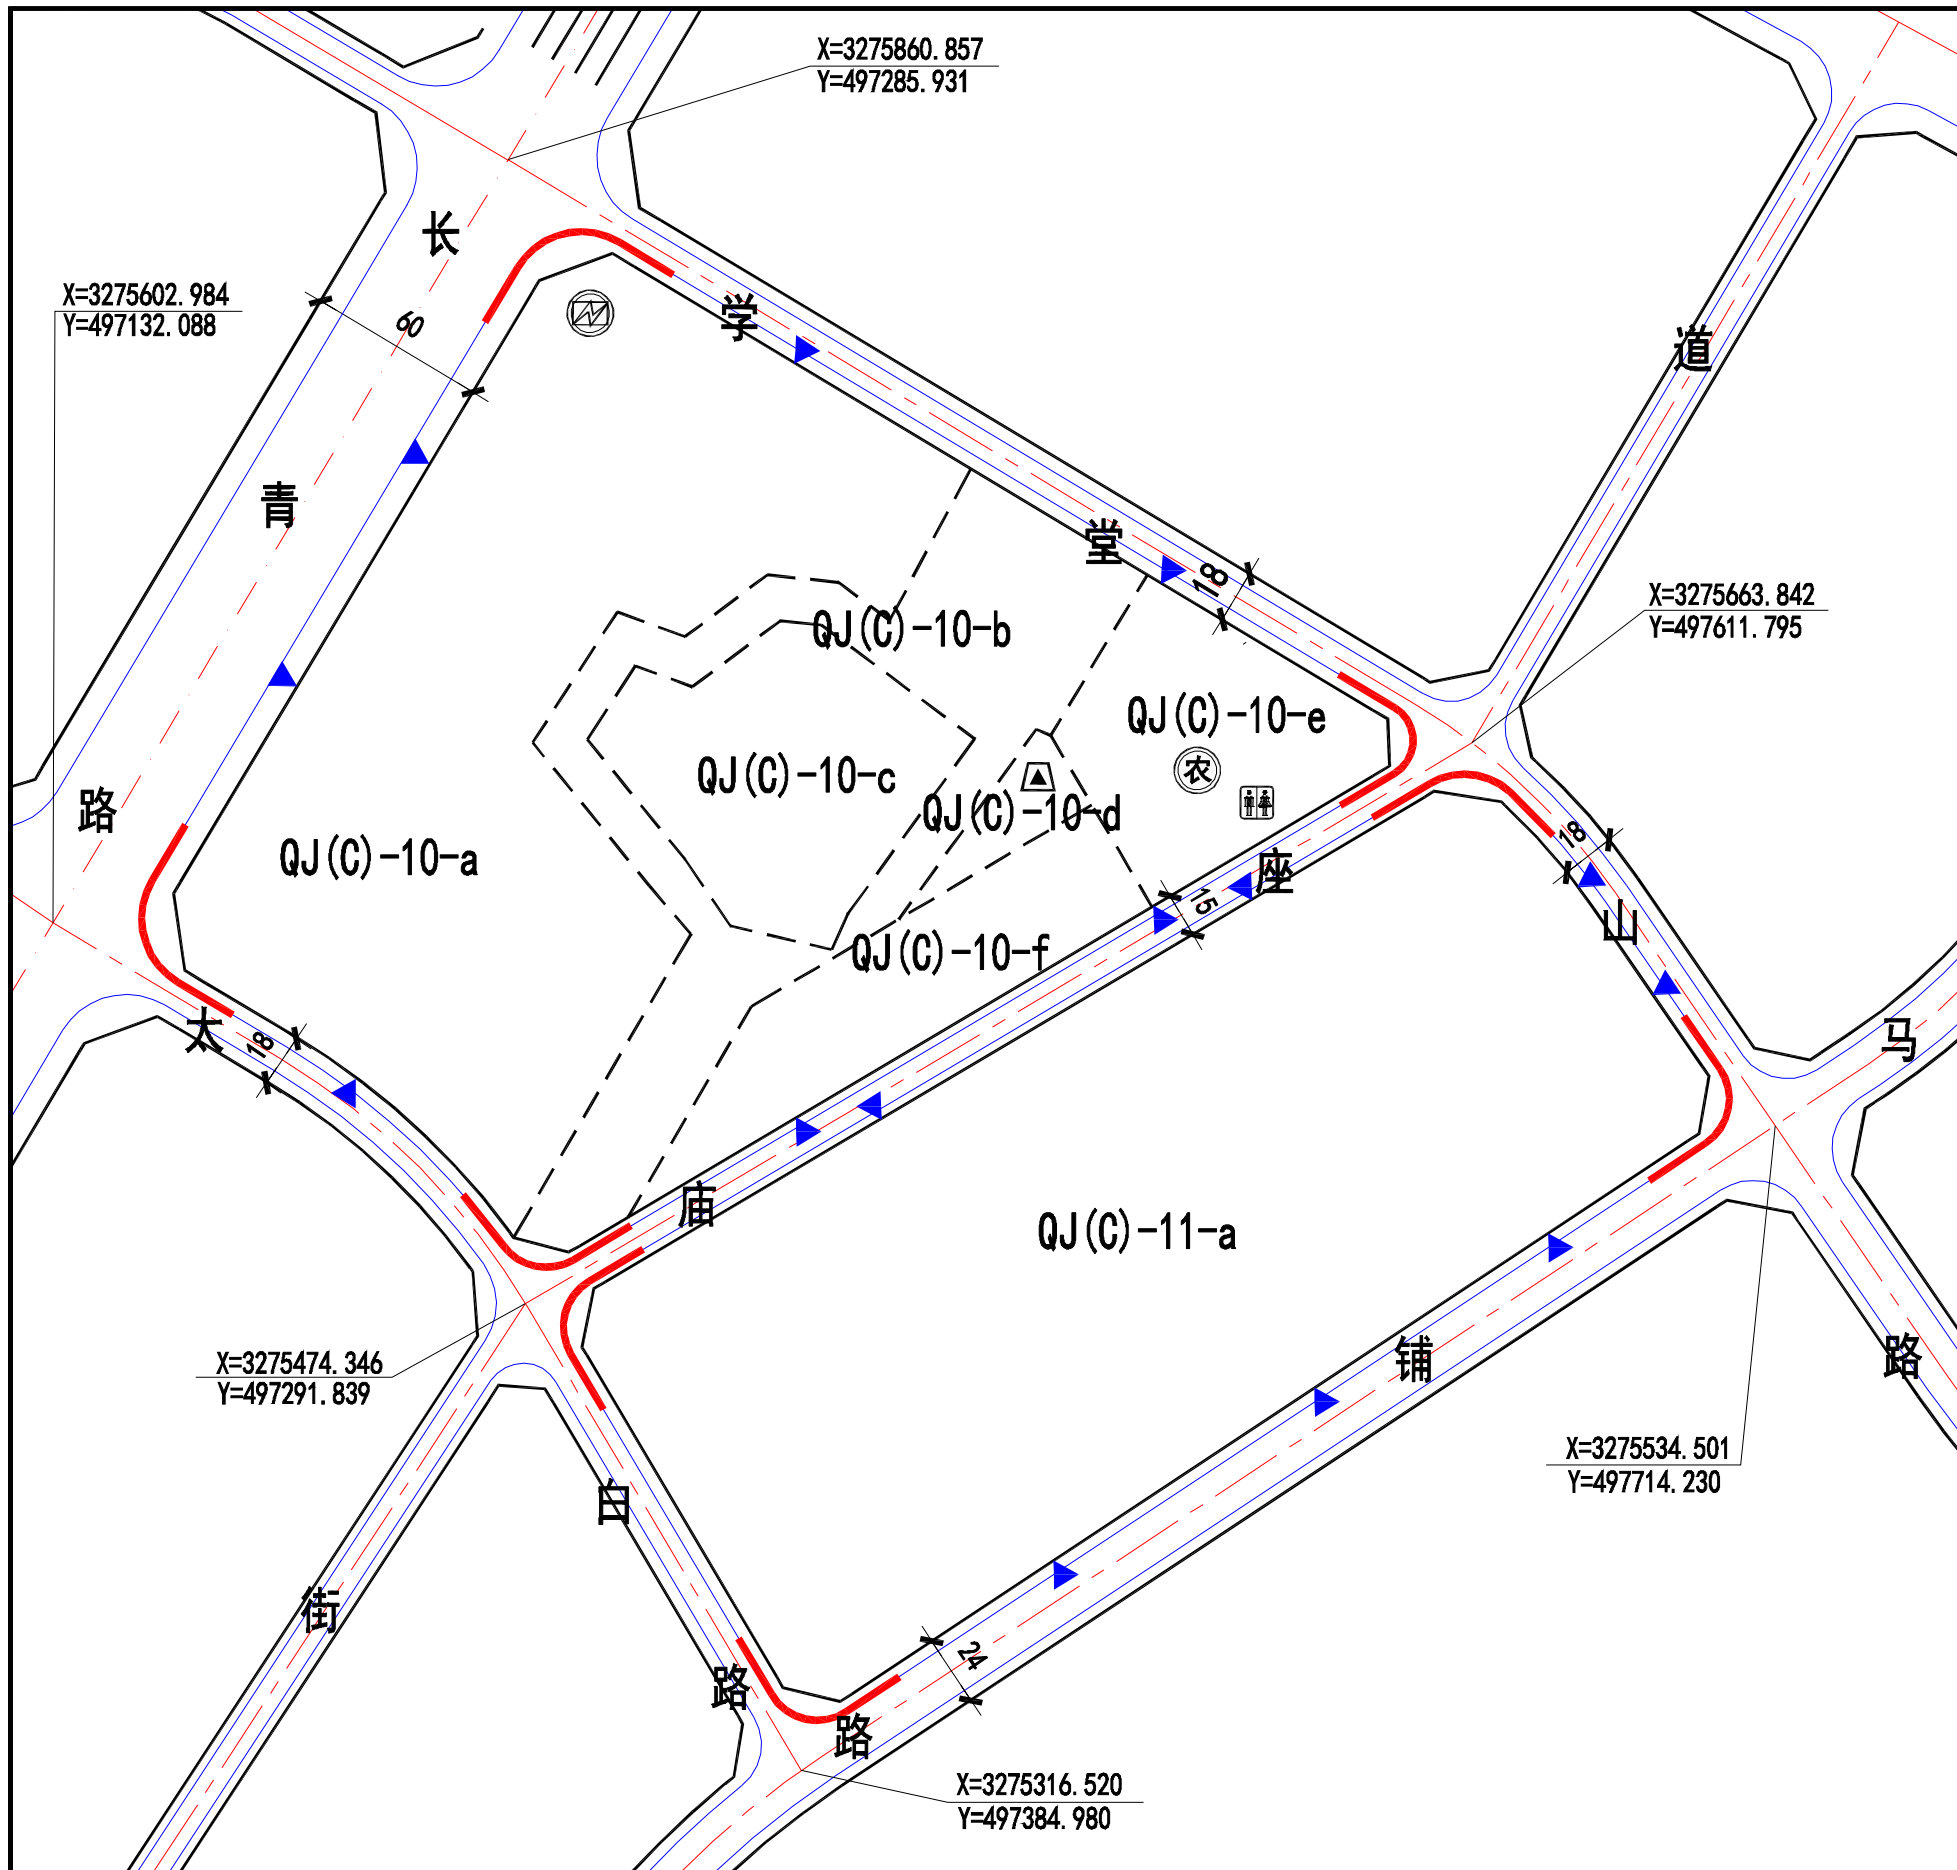 X=3275860.857
Y=497285.931
长
X=3275602.984
Y=497132.088
60
学
道
青
堂
18
X=3275663.842
Y=497611.795
QJ(C)-10-b
QJ(C)-10-e
农
QJ(C)-10-c
路
QJ(C)-10-d
18
QJ(C)-10-a
座
15
山
QJ(C)-10-f
太
18
马
庙
QJ(C)-11-a
X=3275474.346
Y=497291.839
铺
路
X=3275534.501
Y=497714.230
白
街
24
路
路
X=3275316.520
Y=497384.980